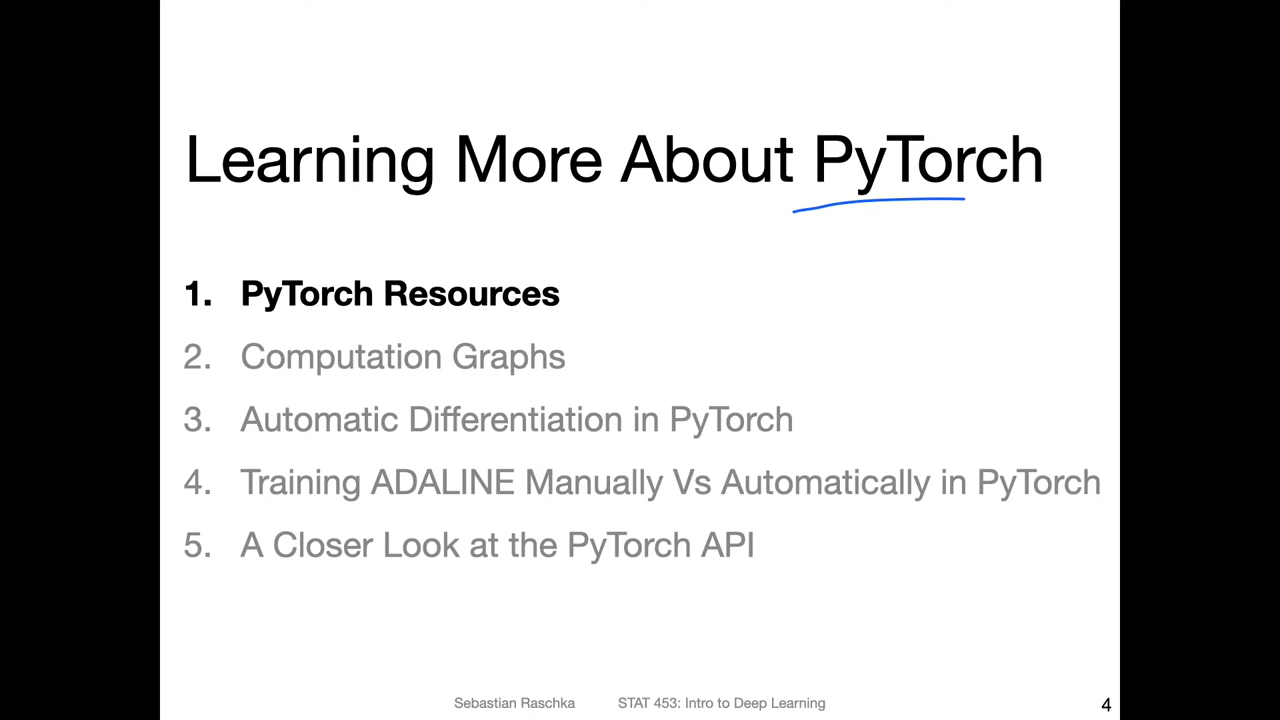 Learning More About PyTorch
1. PyTorch Resources
2. Computation Graphs
3. Automatic Differentiation in PyTorch
4. Training ADALINE Manually Vs Automatically in PyTorch
5. A Closer Look at the PyTorch API
Sebastian Raschka STAT 453: Intro to Deep Learning 4